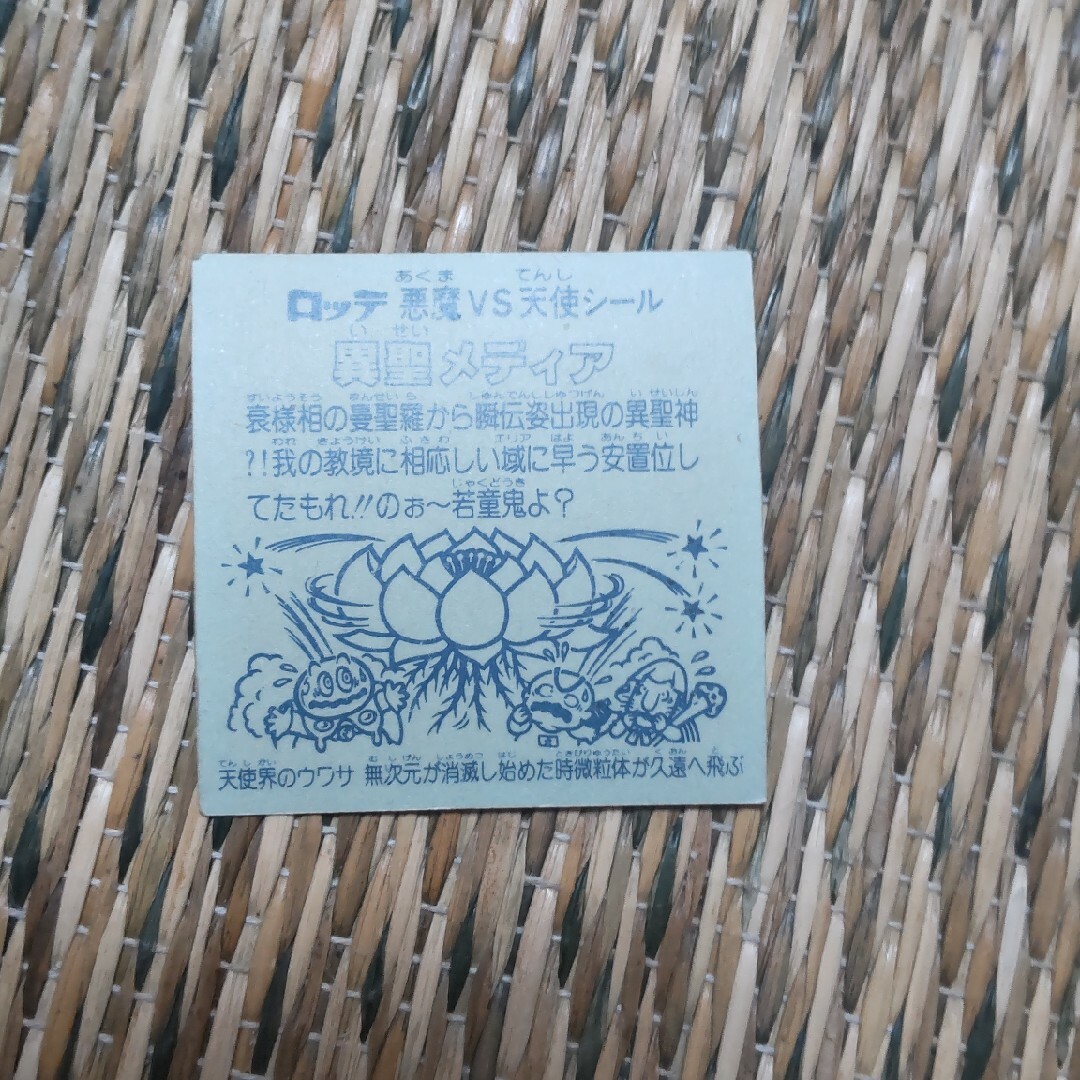 ロッテ 悪魔VS天使シール
異聖メディア
衰様相の曼聖羅から瞬伝姿出現の異聖神
?!我の教境に相応しい域に早う安置位し
てたもれ!!のぉ〜若童鬼よ?
天使界のウワサ 無次元が消滅し始めた時微粒体が久遠へ飛ぶ